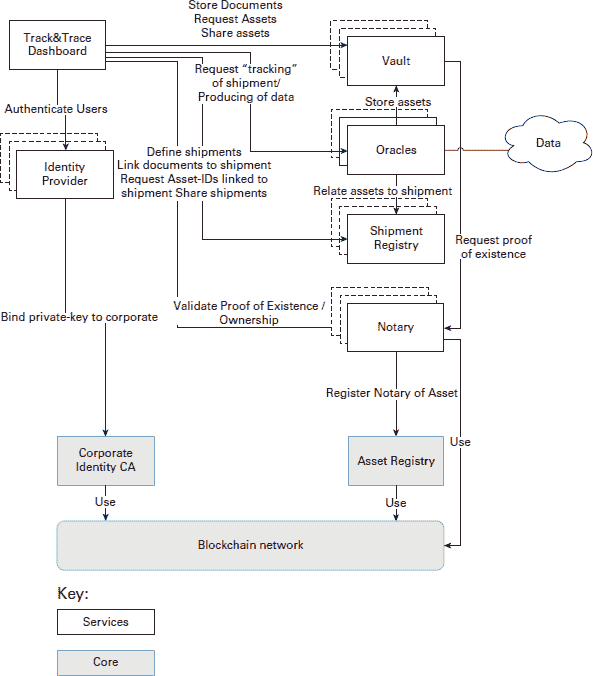 Store Documents
Request Assets
Share assets
Track&Trace
Dashboard
Vault
Request “tracking”
of shipment/
Producing of data
Store assets
Authenticate Users
Data
Oracles
Identity
Provider
Define shipments
Link documents to shipment
Request Asset-IDs linked to
shipment Share shipments
Relate assets to shipment
Shipment
Registry
Request proof
of existence
Validate Proof of Existence /
Ownership
Bind private-key to corporate
Notary
Register Notary of Asset
Use
Corporate
Identity CA
Asset Registry
Use
Use
Blockchain network
Key:
Services
Core